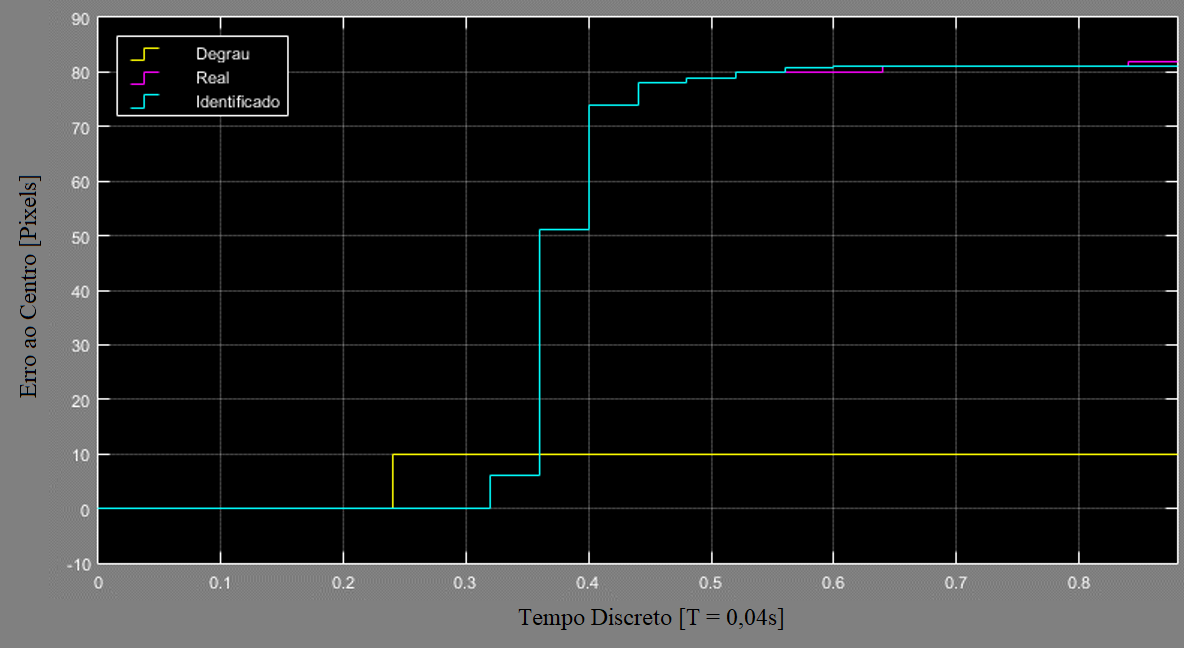 90
80
70
60
50
40
30
20
10
0
-10
Degrau
Real
Identificado
Erro ao Centro [Pixels]
0 0.1 0.2 0.3 0.4 0.5 0.6 0.7 0.8
Tempo Discreto [T = 0,04s]